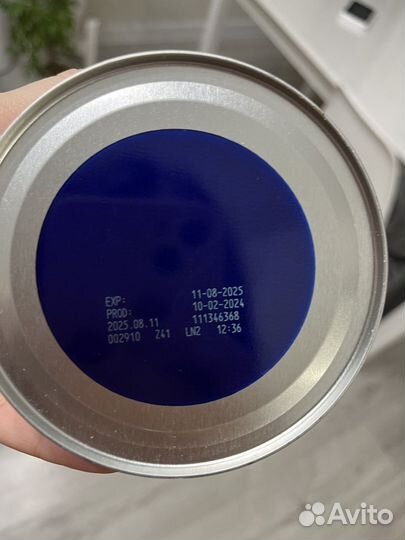 EXP: 11-08-2025
PROD: 10-02-2024
2025.08.11 111346368
002910 Z41 LN2 12:36
Avito